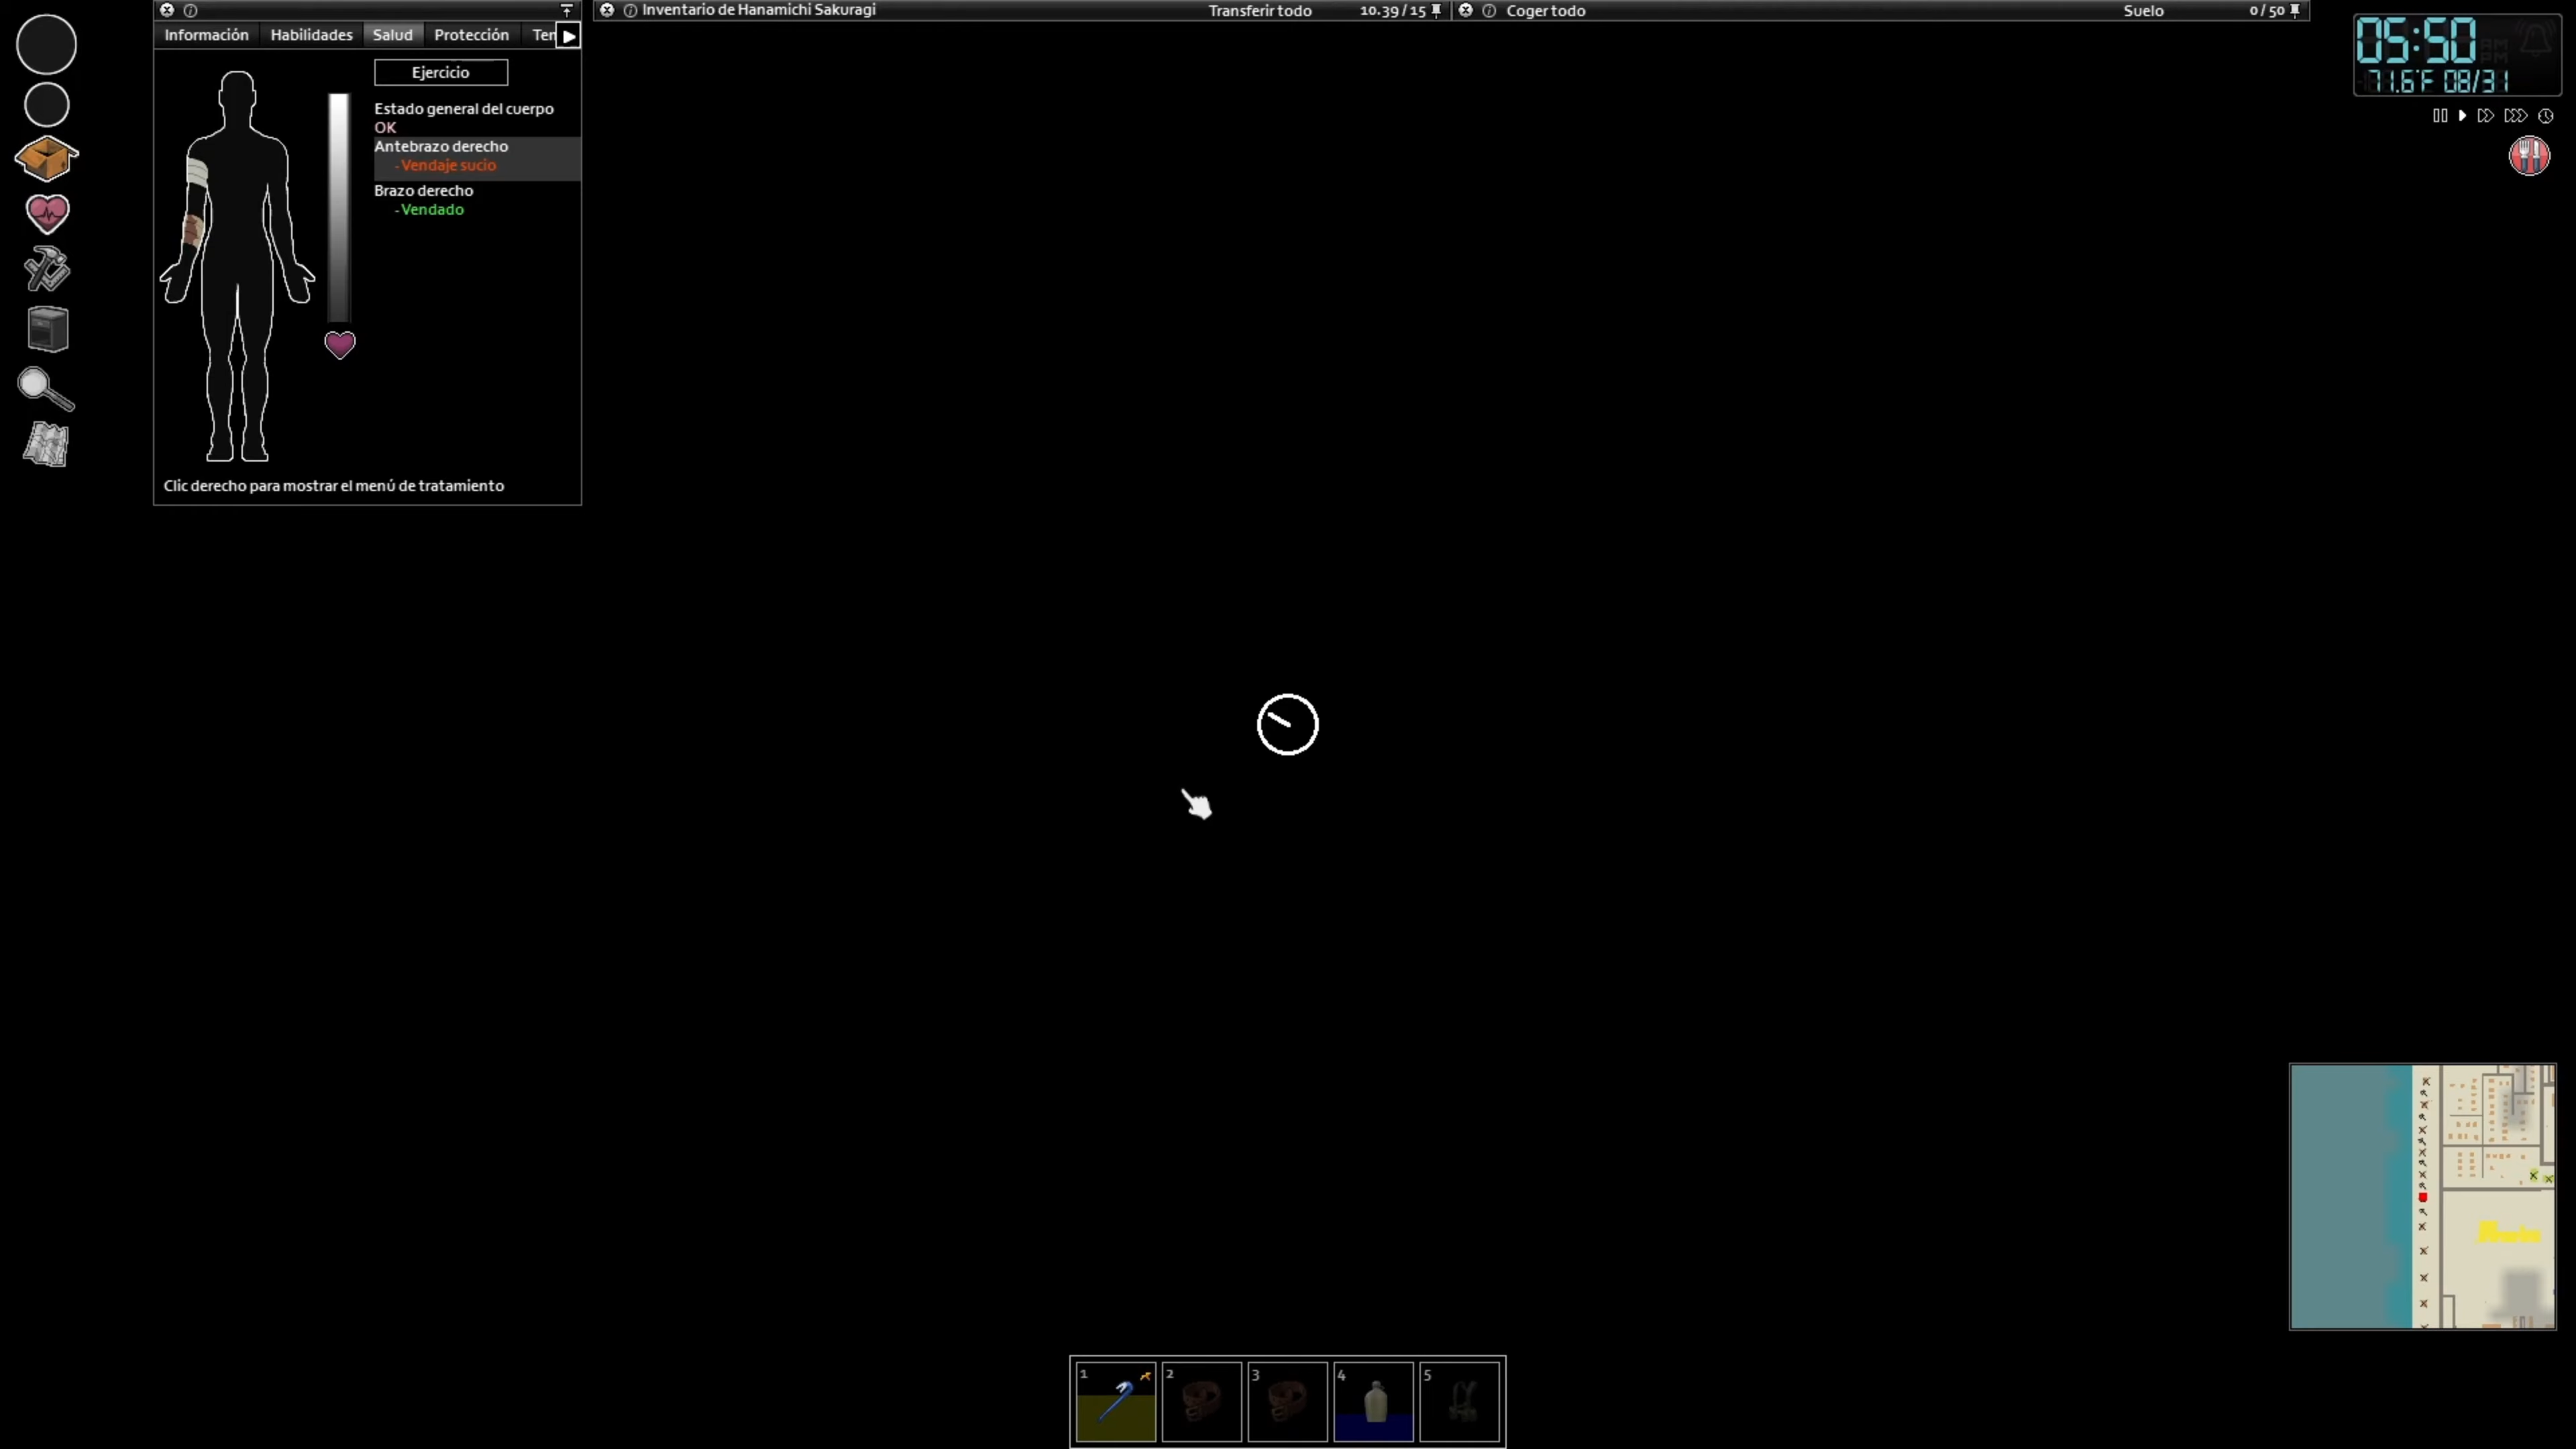 Inventario de Hanamichi Sakuragi
Transferir todo
10.39 / 15
Coger todo
Suelo
0 / 50
Información
Habilidades
Salud
Protección
Ejercicio
Estado general del cuerpo
OK
Antebrazo derecho
- Vendaje sucio
Brazo derecho
- Vendado
Clic derecho para mostrar el menú de tratamiento
05:50
AM
PM
71.6°F 08/31
1
2
3
4
5